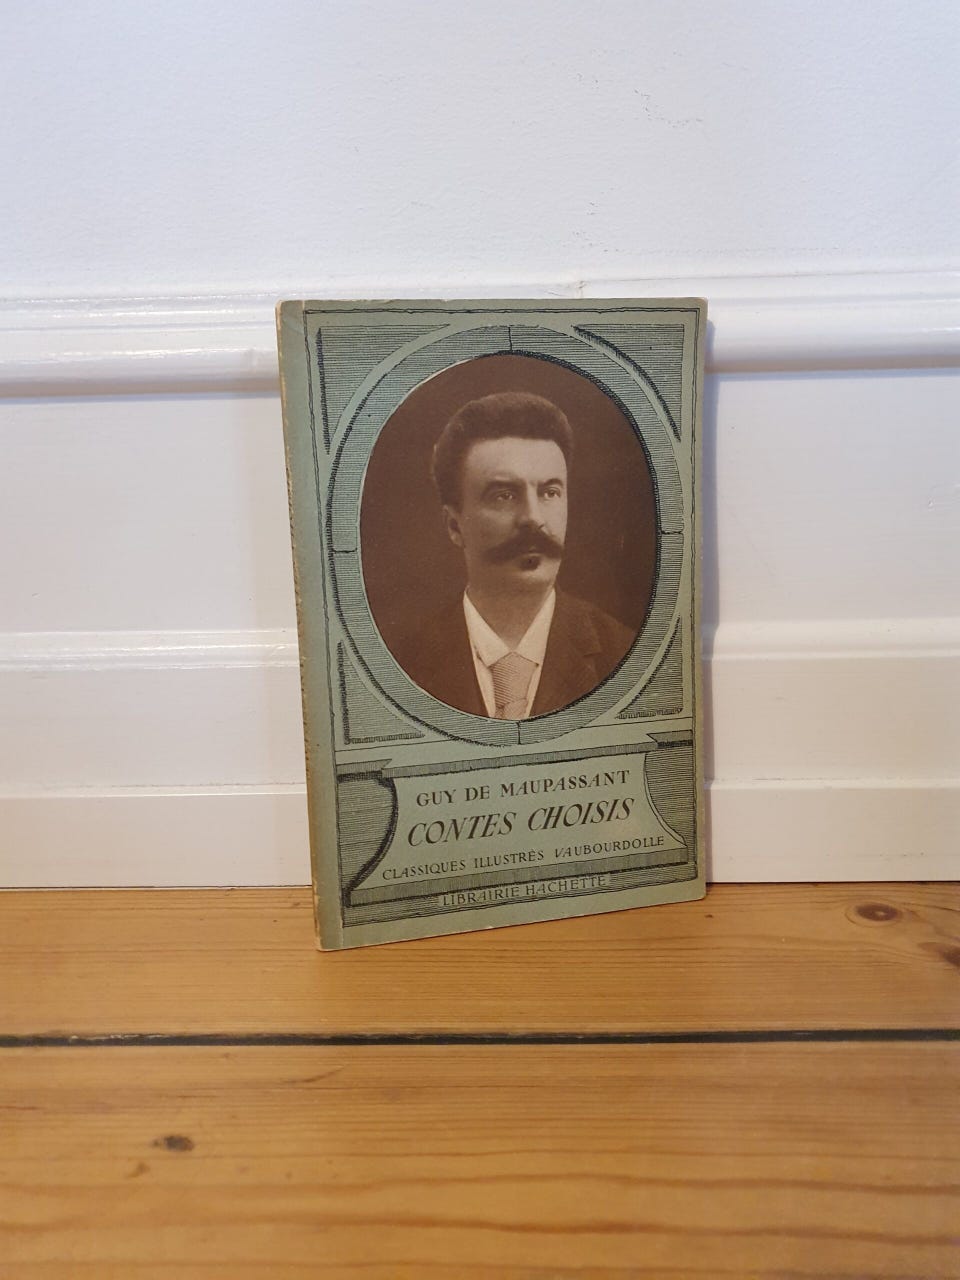 GUY DE MAUPASSANT
CONTES CHOISIS
CLASSIQUES ILLUSTRÉS VAUBOURDOLLE
LIBRAIRIE HACHETTE